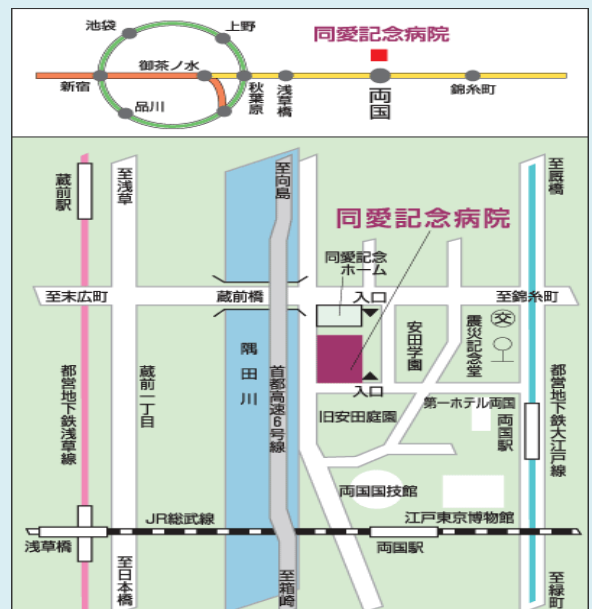 池袋
上野
同愛記念病院
御茶ノ水
新宿
品川
秋葉原
浅草橋
両国
錦糸町
至浅草
至向島
至厩橋
蔵前駅
同愛記念病院
同愛記念
ホーム
至末広町
蔵前橋
入口
至錦糸町
安田学園
震災記念堂
交
隅田川
都営地下鉄浅草線
蔵前一丁目
首都高速6号線
入口
旧安田庭園
第一ホテル両国
両国駅
都営地下鉄大江戸線
両国国技館
JR総武線
江戸東京博物館
浅草橋
両国駅
至日本橋
至箱崎
至緑町